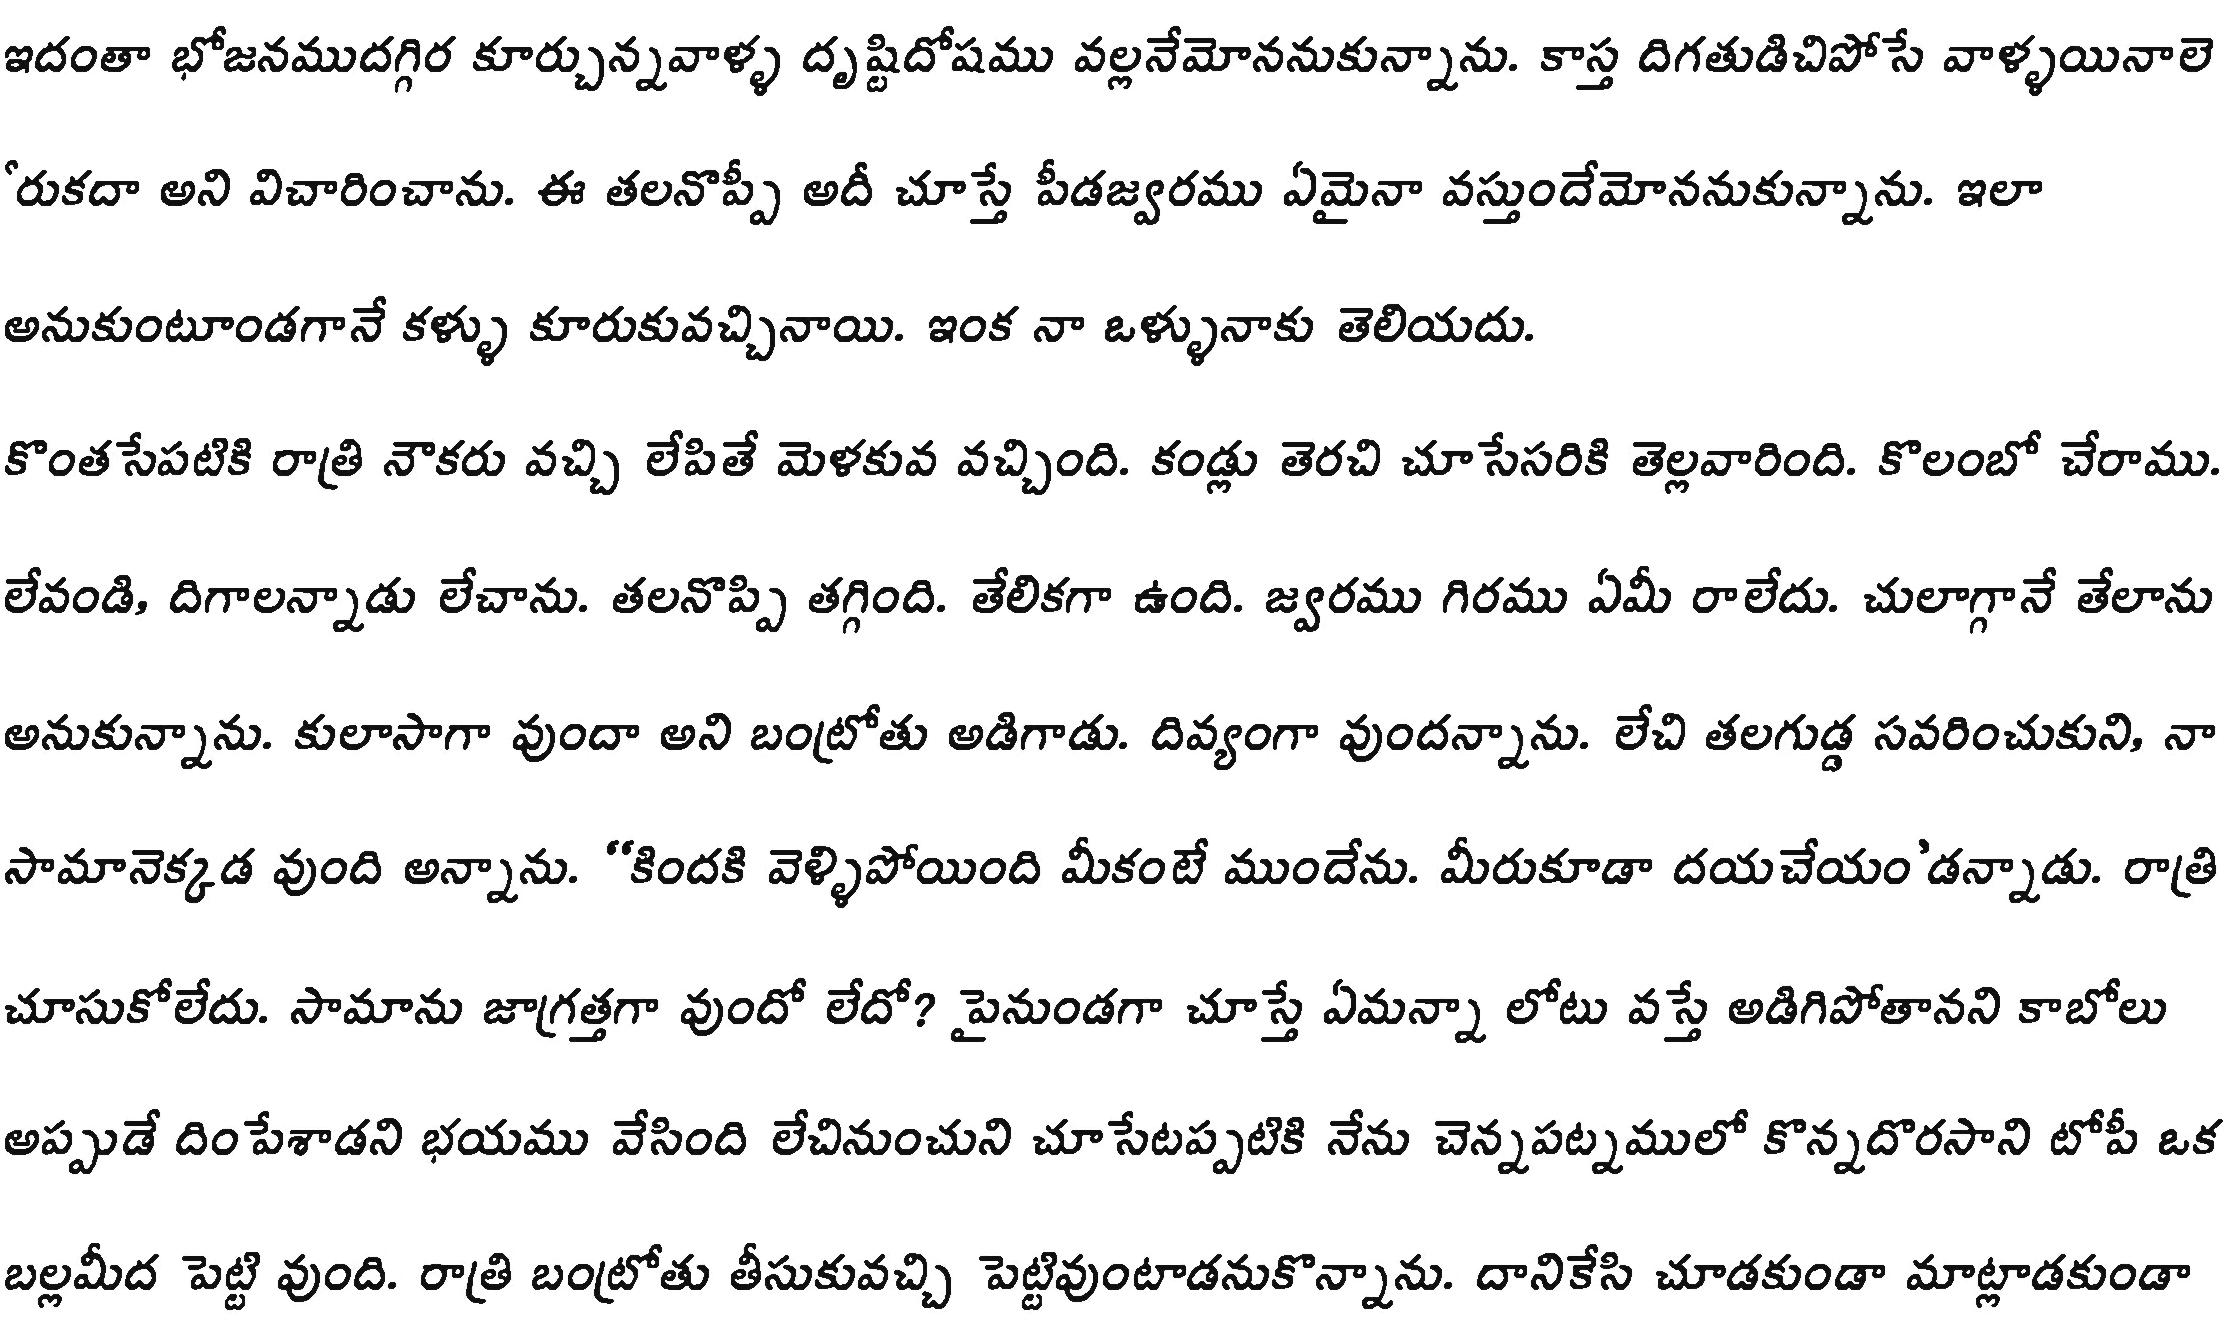 ఇదంతా భోజనముదగ్గిర కూర్చున్నవాళ్ళ దృష్టిదోషము వల్లనేమోననుకున్నాను. కాస్త దిగతుడిచిపోసే వాళ్ళయినాలె
ొరుకదా అని విచారించాను. ఈ తలనొప్పీ అదీ చూస్తే పీడజ్వరము ఏమైనా వస్తుందేమోననుకున్నాను. ఇలా
అనుకుంటూండగానే కళ్ళు కూరుకువచ్చినాయి. ఇంక నా ఒళ్ళునాకు తెలియదు.
కొంతసేపటికి రాత్రి నౌకరు వచ్చి లేపితే మెళకువ వచ్చింది. కండ్లు తెరచి చూసేసరికి తెల్లవారింది. కొలంబో చేరాము.
లేవండి, దిగాలన్నాడు లేచాను. తలనొప్పి తగ్గింది. తేలికగా ఉంది. జ్వరము గిరము ఏమీ రాలేదు. చులాగ్గానే తేలాను
అనుకున్నాను. కులాసాగా వుందా అని బంట్రోతు అడిగాడు. దివ్యంగా వుందన్నాను. లేచి తలగుడ్డ సవరించుకుని, నా
సామానెక్కడ వుంది అన్నాను. “కిందకి వెళ్ళిపోయింది మీకంటే ముందేను. మీరుకూడా దయచేయం’డన్నాడు. రాత్రి
చూసుకోలేదు. సామాను జాగ్రత్తగా వుందో లేదో? పైనుండగా చూస్తే ఏమన్నా లోటు వస్తే అడిగిపోతానని కాబోలు
అప్పుడే దింపేశాడని భయము వేసింది లేచినుంచుని చూసేటప్పటికి నేను చెన్నపట్నములో కొన్నదొరసాని టోపీ ఒక
బల్లమీద పెట్టి వుంది. రాత్రి బంట్రోతు తీసుకువచ్చి పెట్టివుంటాడనుకొన్నాను. దానికేసి చూడకుండా మాట్లాడకుండా